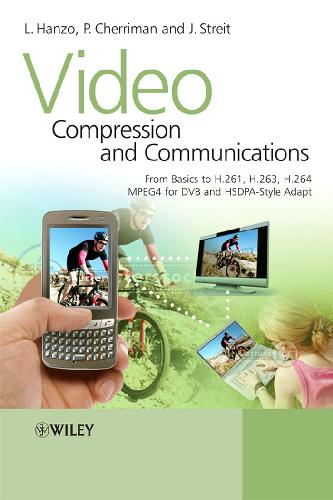 L. Hanzo, P. Cherriman and J. Streit
Video
Compression
and Communications
From Basics to H.261, H.263, H.264
MPEG4 for DVB and HSDPA-Style Adapt
WILEY